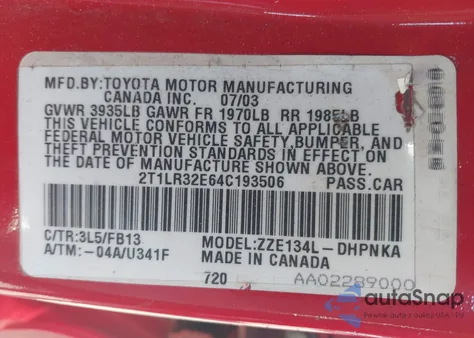 MFD.BY:TOYOTA MOTOR MANUFACTURING
CANADA INC. 07/03
GVWR 3935LB GAWR FR 1970LB RR 1985LB
THIS VEHICLE CONFORMS TO ALL APPLICABLE
FEDERAL MOTOR VEHICLE SAFETY,BUMPER, AND
THEFT PREVENTION STANDARDS IN EFFECT ON
THE DATE OF MANUFACTURE SHOWN ABOVE.
2T1LR32E64C193506 PASS.CAR
C/TR:3L5/FB13 MODEL:ZZE134L-DHPNKA
A/TM:-04A/U341F MADE IN CANADA
720 AA02289000
autaSnap